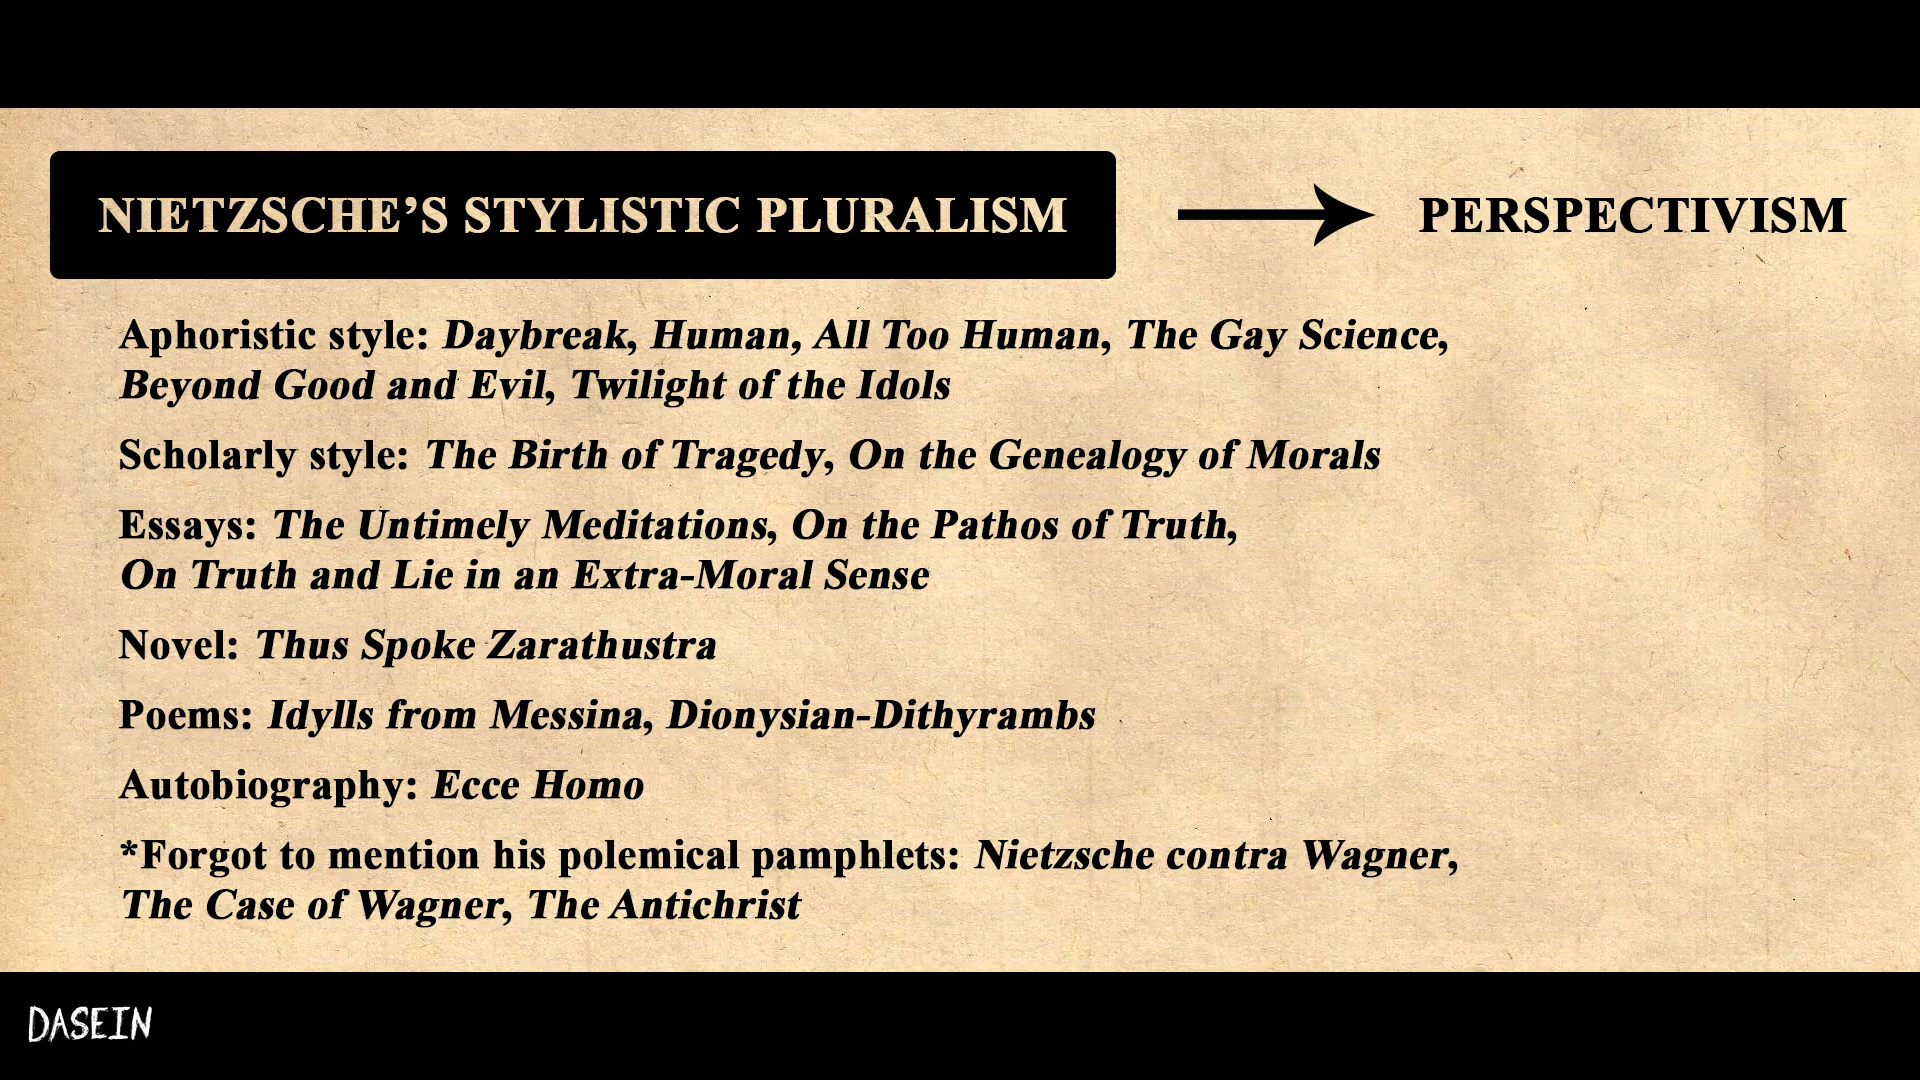 NIETZSCHE’S STYLISTIC PLURALISM
PERSPECTIVISM
Aphoristic style: Daybreak, Human, All Too Human, The Gay Science,
Beyond Good and Evil, Twilight of the Idols
Scholarly style: The Birth of Tragedy, On the Genealogy of Morals
Essays: The Untimely Meditations, On the Pathos of Truth,
On Truth and Lie in an Extra-Moral Sense
Novel: Thus Spoke Zarathustra
Poems: Idylls from Messina, Dionysian-Dithyrambs
Autobiography: Ecce Homo
*Forgot to mention his polemical pamphlets: Nietzsche contra Wagner,
The Case of Wagner, The Antichrist
DASEIN